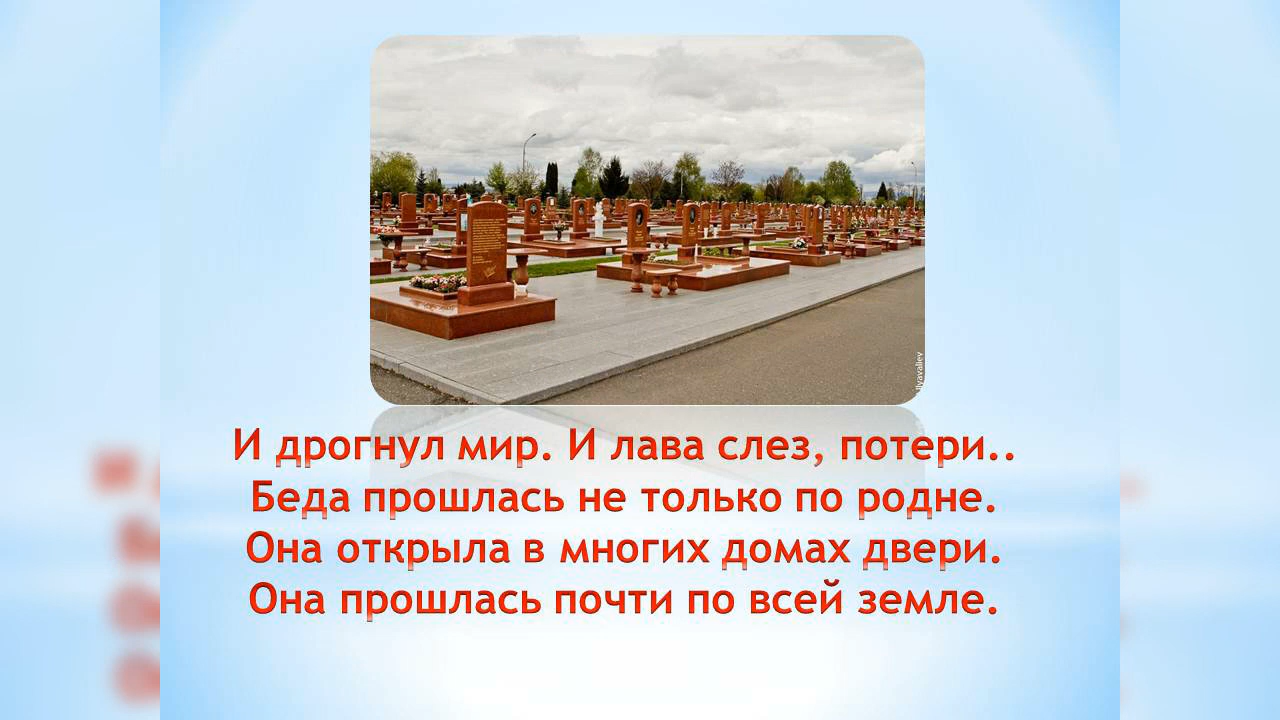 И дрогнул мир. И лава слез, потери..
Беда прошлась не только по родне.
Она открыла в многих домах двери.
Она прошлась почти по всей земле.